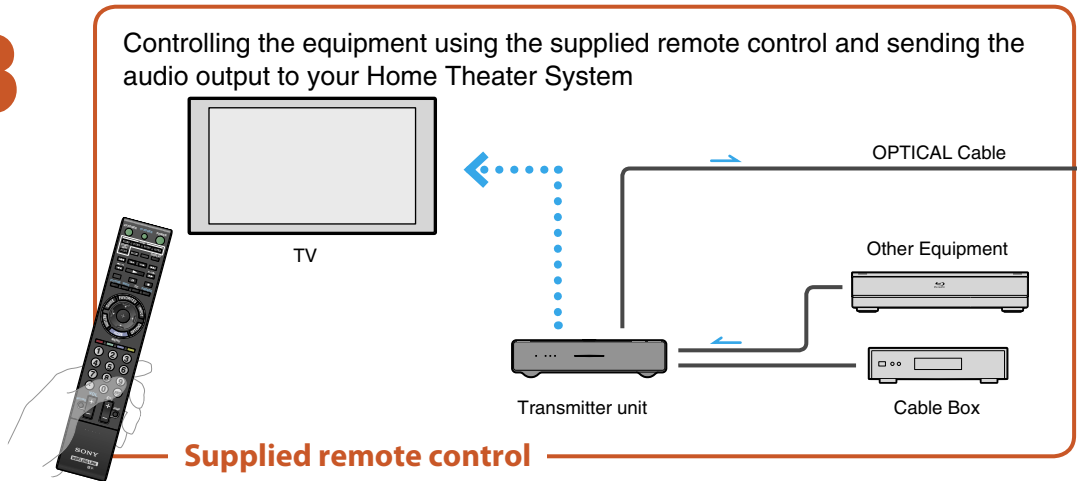 3
Controlling the equipment using the supplied remote control and sending the
audio output to your Home Theater System
OPTICAL Cable
TV
Other Equipment
Transmitter unit
Cable Box
SONY
Supplied remote control